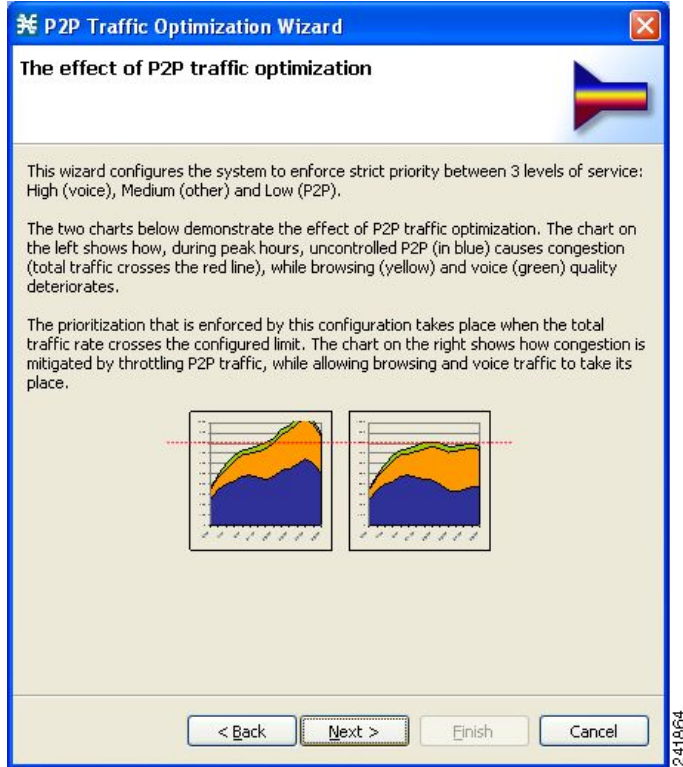 P2P Traffic Optimization Wizard
The effect of P2P traffic optimization
This wizard configures the system to enforce strict priority between 3 levels of service:
High (voice), Medium (other) and Low (P2P).
The two charts below demonstrate the effect of P2P traffic optimization. The chart on
the left shows how, during peak hours, uncontrolled P2P (in blue) causes congestion
(total traffic crosses the red line), while browsing (yellow) and voice (green) quality
deteriorates.
The prioritization that is enforced by this configuration takes place when the total
traffic rate crosses the configured limit. The chart on the right shows how congestion is
mitigated by throttling P2P traffic, while allowing browsing and voice traffic to take its
place.
< Back
Next >
Finish
Cancel
241864